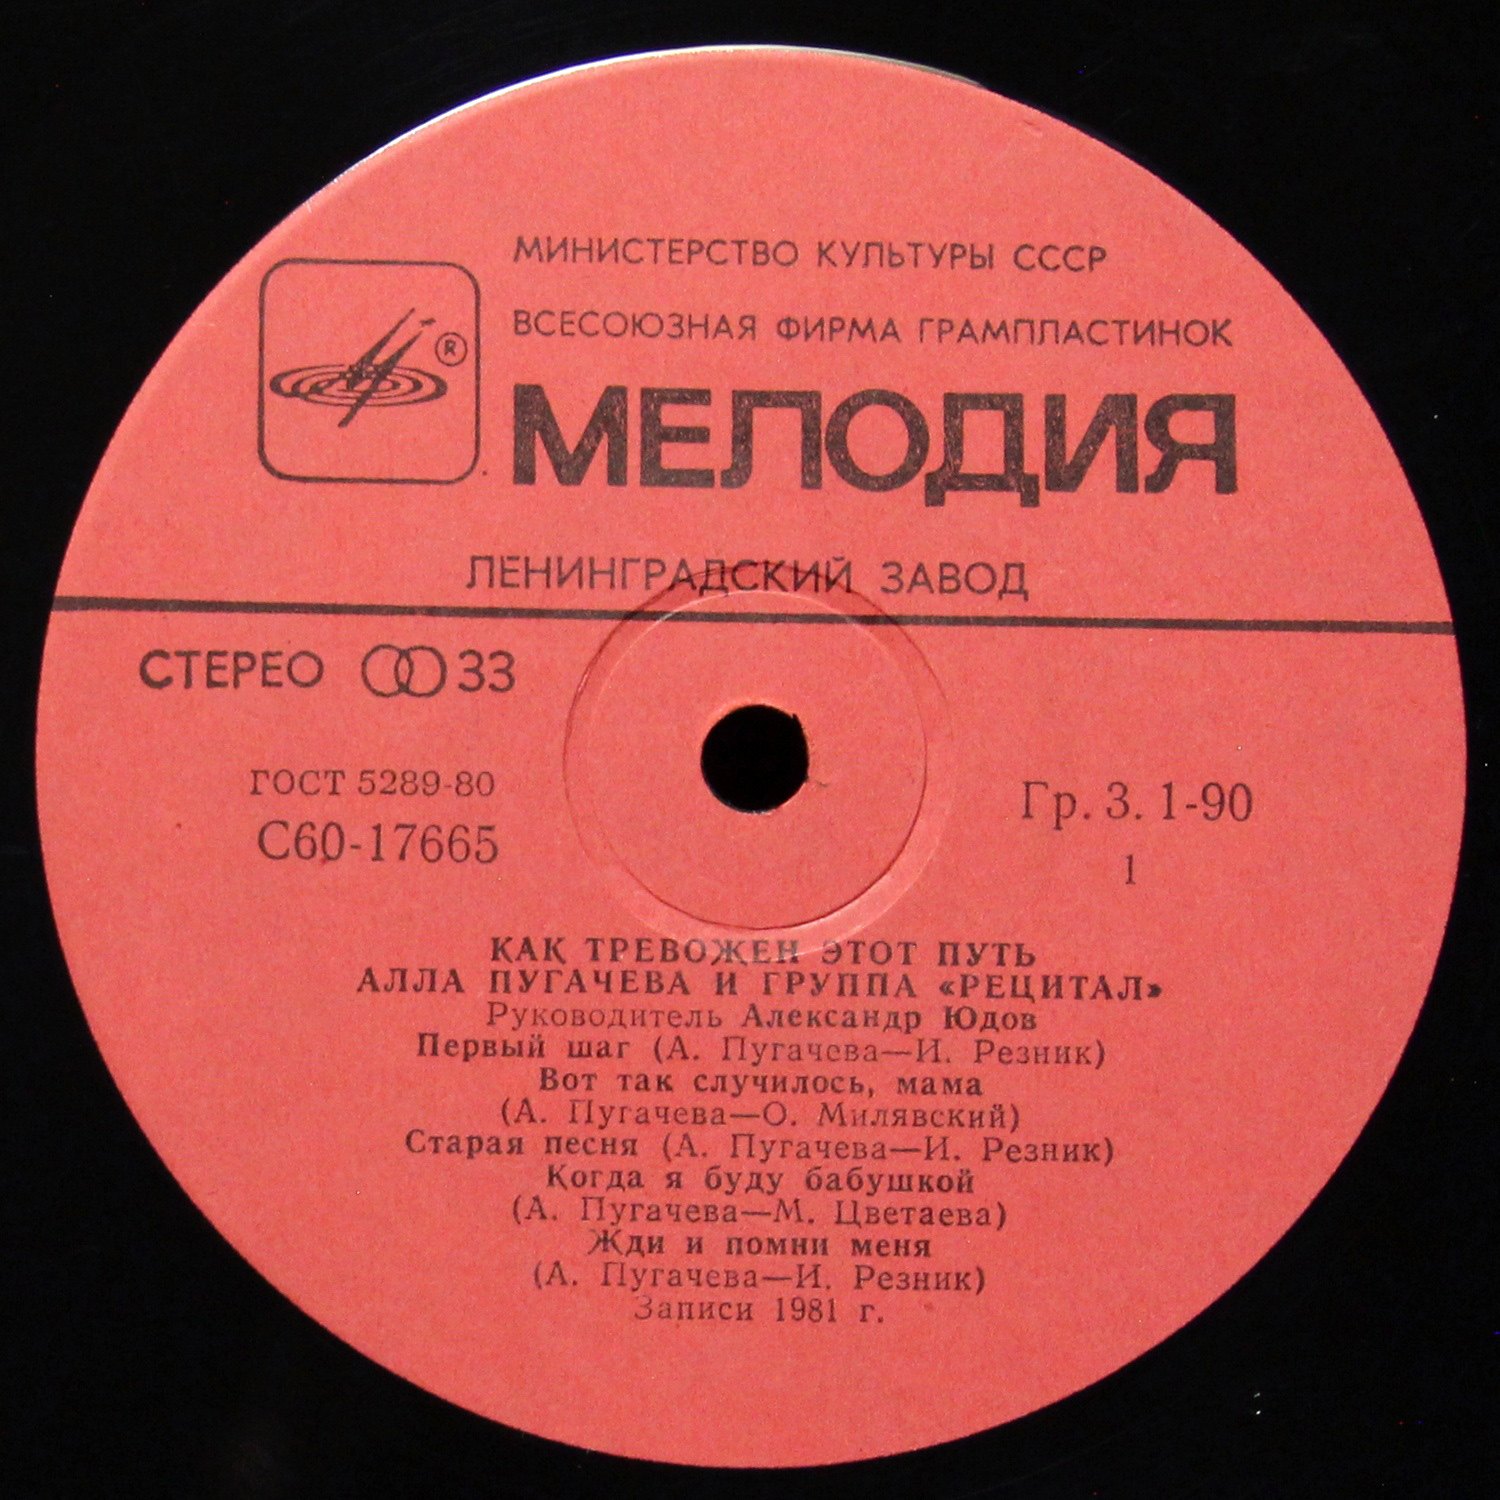 МИНИСТЕРСТВО КУЛЬТУРЫ СССР
ВСЕСОЮЗНАЯ ФИРМА ГРАМПЛАСТИНОК
®
МЕЛОДИЯ
ЛЕНИНГРАДСКИЙ ЗАВОД
СТЕРЕО 33
ГОСТ 5289-80
С60-17665
Гр. 3. 1-90
1
КАК ТРЕВОЖЕН ЭТОТ ПУТЬ
АЛЛА ПУГАЧЕВА И ГРУППА «РЕЦИТАЛ»
Руководитель Александр Юдов
Первый шаг (А. Пугачева—И. Резник)
Вот так случилось, мама
(А. Пугачева—О. Милявский)
Старая песня (А. Пугачева—И. Резник)
Когда я буду бабушкой
(А. Пугачева—М. Цветаева)
Жди и помни меня
(А. Пугачева—И. Резник)
Записи 1981 г.